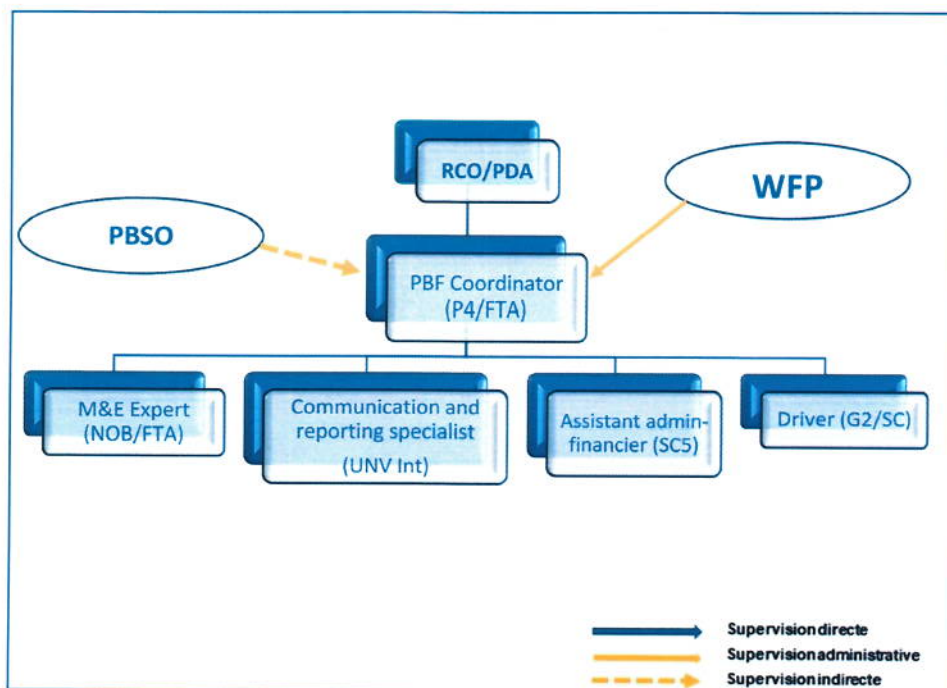 RCO/PDA
WFP
PBSO
PBF Coordinator
(P4/FTA)
M&E Expert
(NOB/FTA)
Communication and
reporting specialist
(UNV Int)
Assistant admin-
financier (SC5)
Driver (G2/SC)
Supervision directe
Supervision administrative
Supervision indirecte